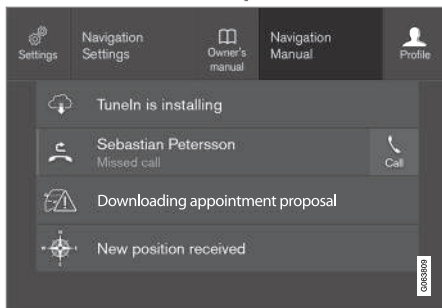 Settings
Navigation
Settings
Owner's
manual
Navigation
Manual
Profile
TuneIn is installing
Sebastian Petersson
Missed call
Call
Downloading appointment proposal
New position received
G063809